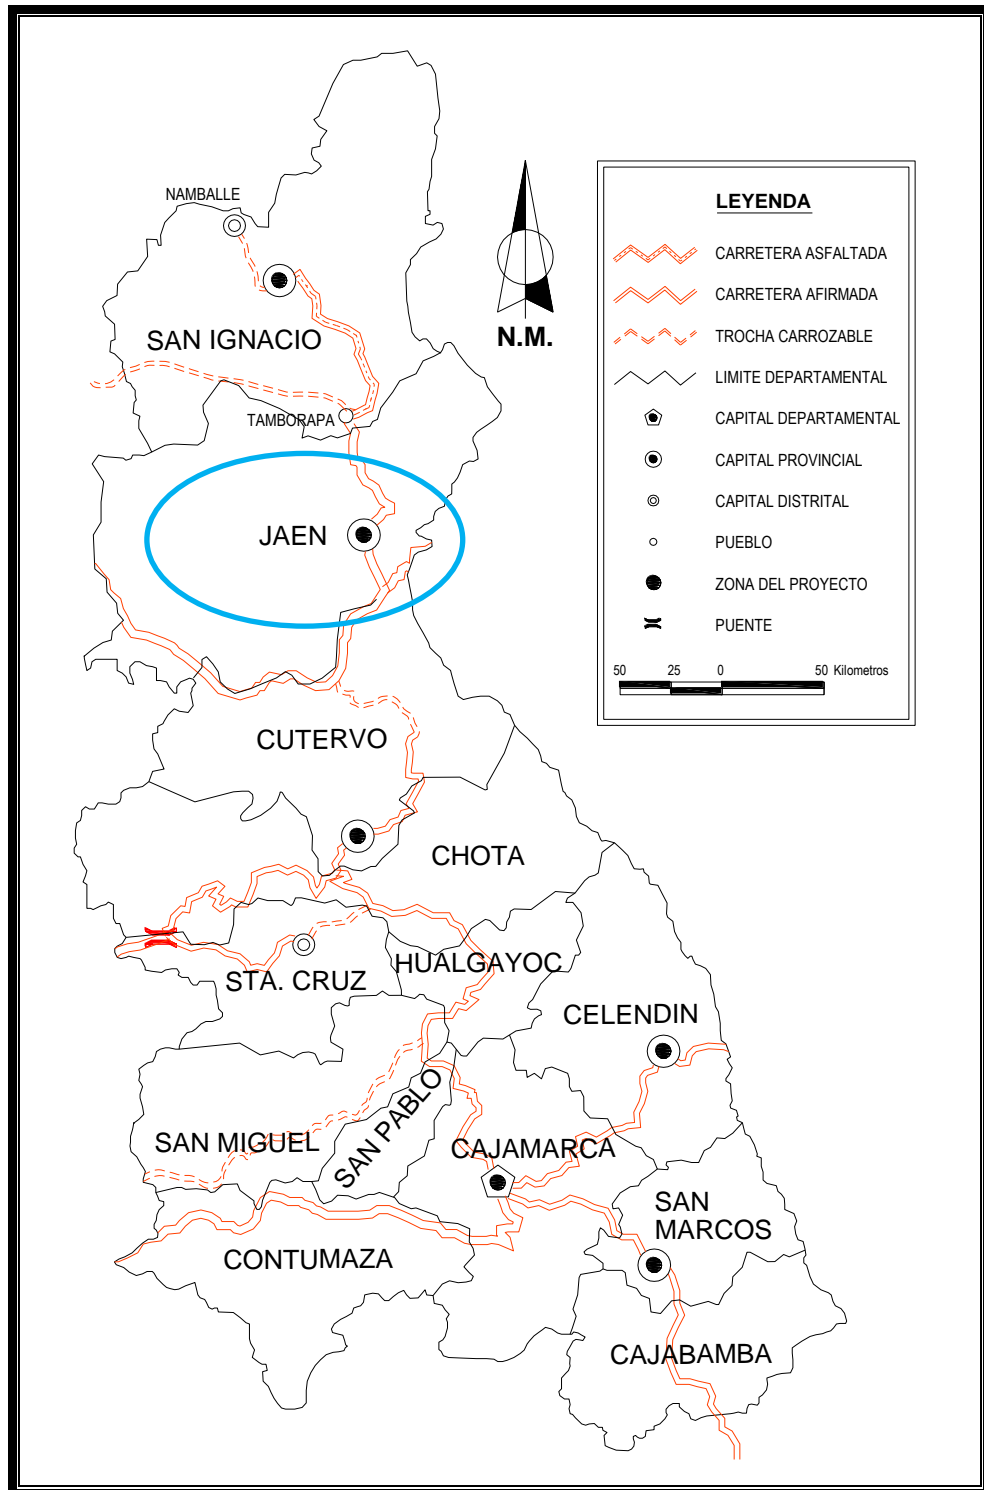 NAMBALLE
SAN IGNACIO
TAMBORAPA
JAEN
CUTERVO
CHOTA
HUALGAYOC
STA. CRUZ
CELENDIN
SAN PABLO
SAN MIGUEL
CAJAMARCA
SAN
MARCOS
CONTUMAZA
CAJABAMBA
N.M.
LEYENDA
CARRETERA ASFALTADA
CARRETERA AFIRMADA
TROCHA CARROZABLE
LIMITE DEPARTAMENTAL
CAPITAL DEPARTAMENTAL
CAPITAL PROVINCIAL
CAPITAL DISTRITAL
PUEBLO
ZONA DEL PROYECTO
PUENTE
50 25 0 50 Kilometros